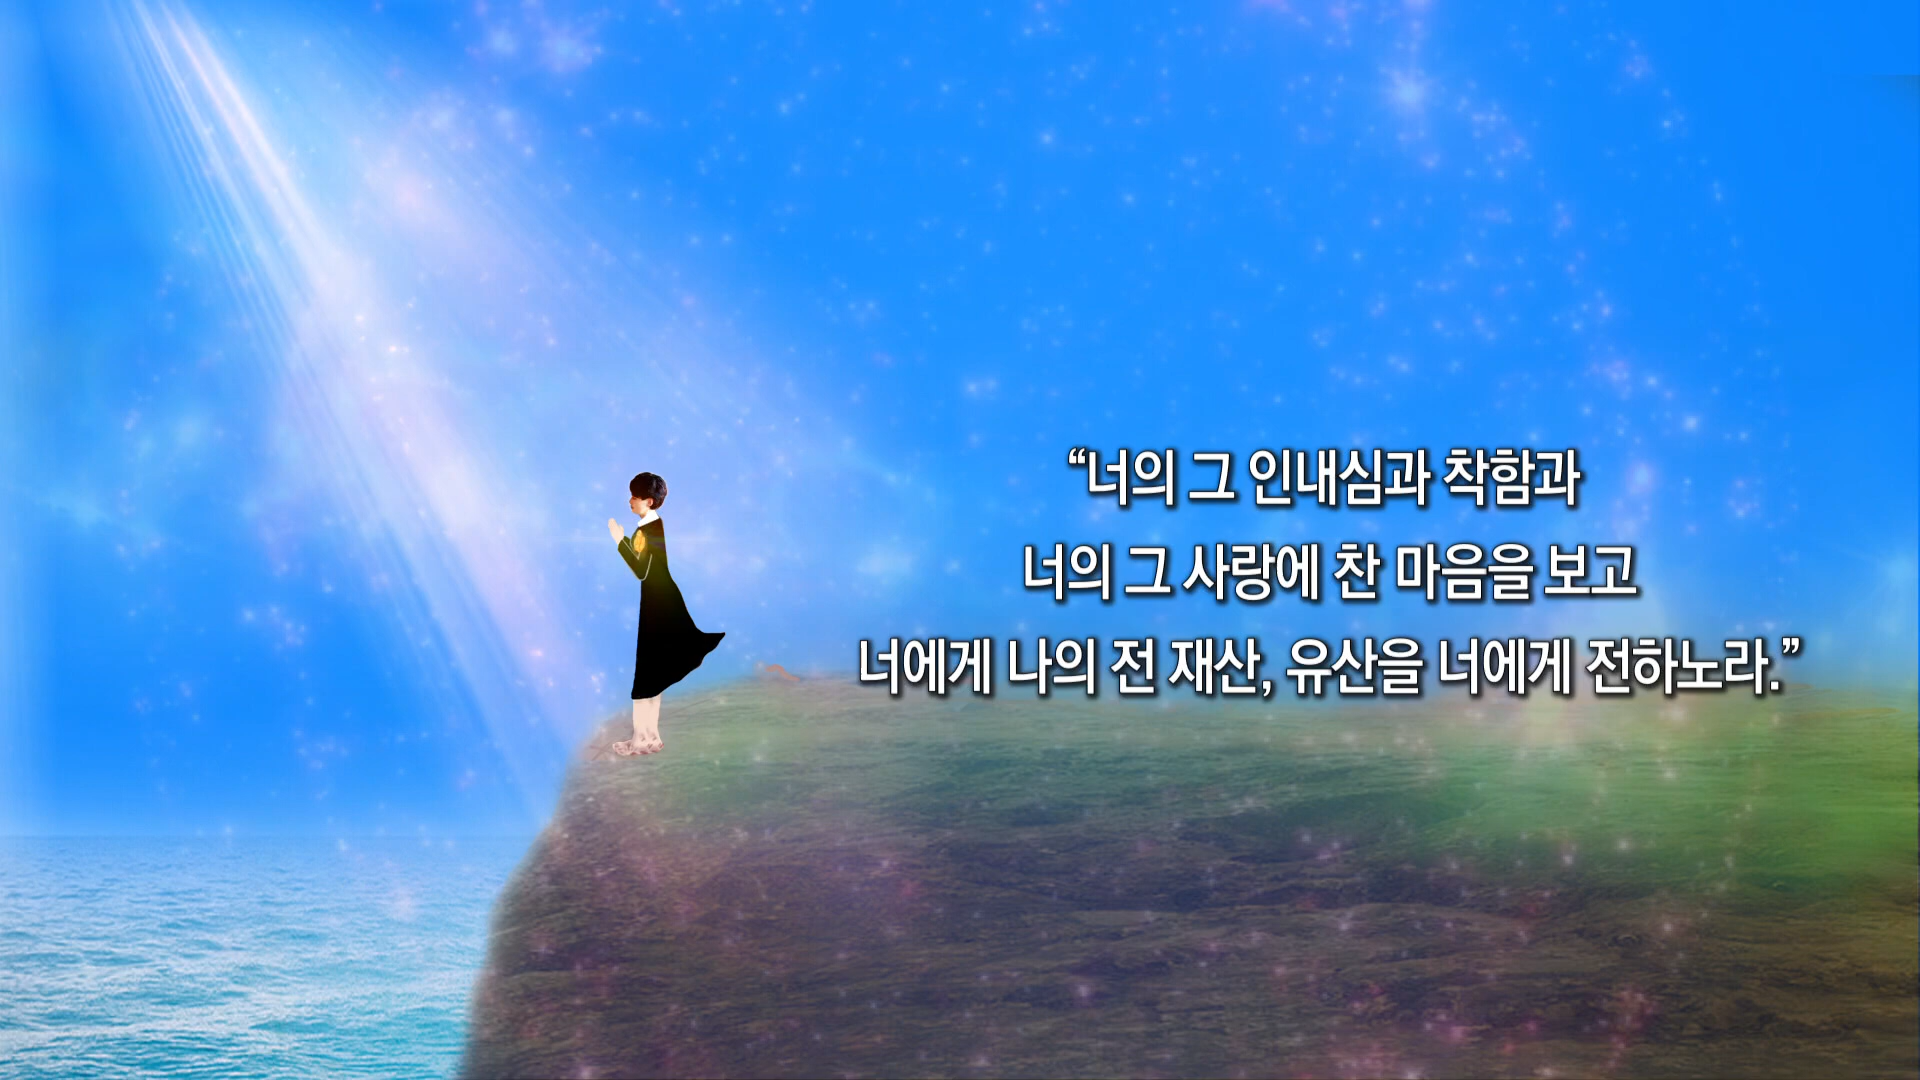 “너의 그 인내심과 착함과
너의 그 사랑에 찬 마음을 보고
너에게 나의 전 재산, 유산을 너에게 전하노라.”